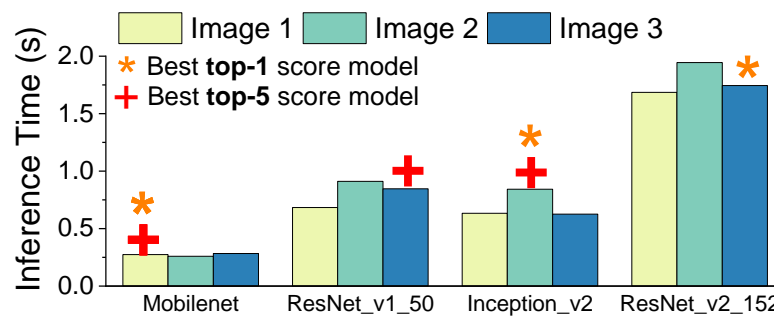 Image 1 Image 2 Image 3
Best top-1 score model
Best top-5 score model
Inference Time (s)
2.0
1.5
1.0
0.5
0.0
Mobilenet ResNet_v1_50 Inception_v2 ResNet_v2_152